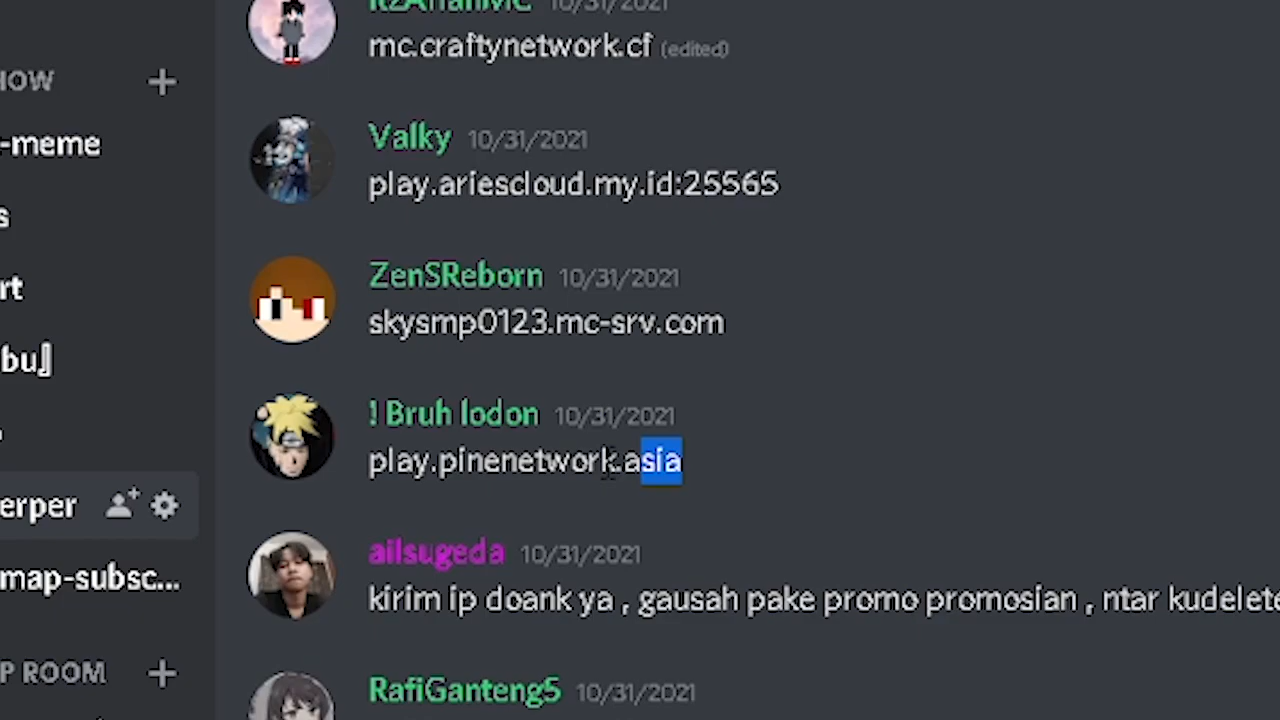 HOW
-meme
s
rt
bu』
erper
map-subsc...
P ROOM
10/31/2021
mc.craftynetwork.cf (edited)
Valky 10/31/2021
play.ariescloud.my.id:25565
ZenSReborn 10/31/2021
skysmp0123.mc-srv.com
! Bruh lodon 10/31/2021
play.pinenetwork.asia
ailsugeda 10/31/2021
kirim ip doank ya , gausah pake promo promosian , ntar kudelete
RafiGanteng5 10/31/2021